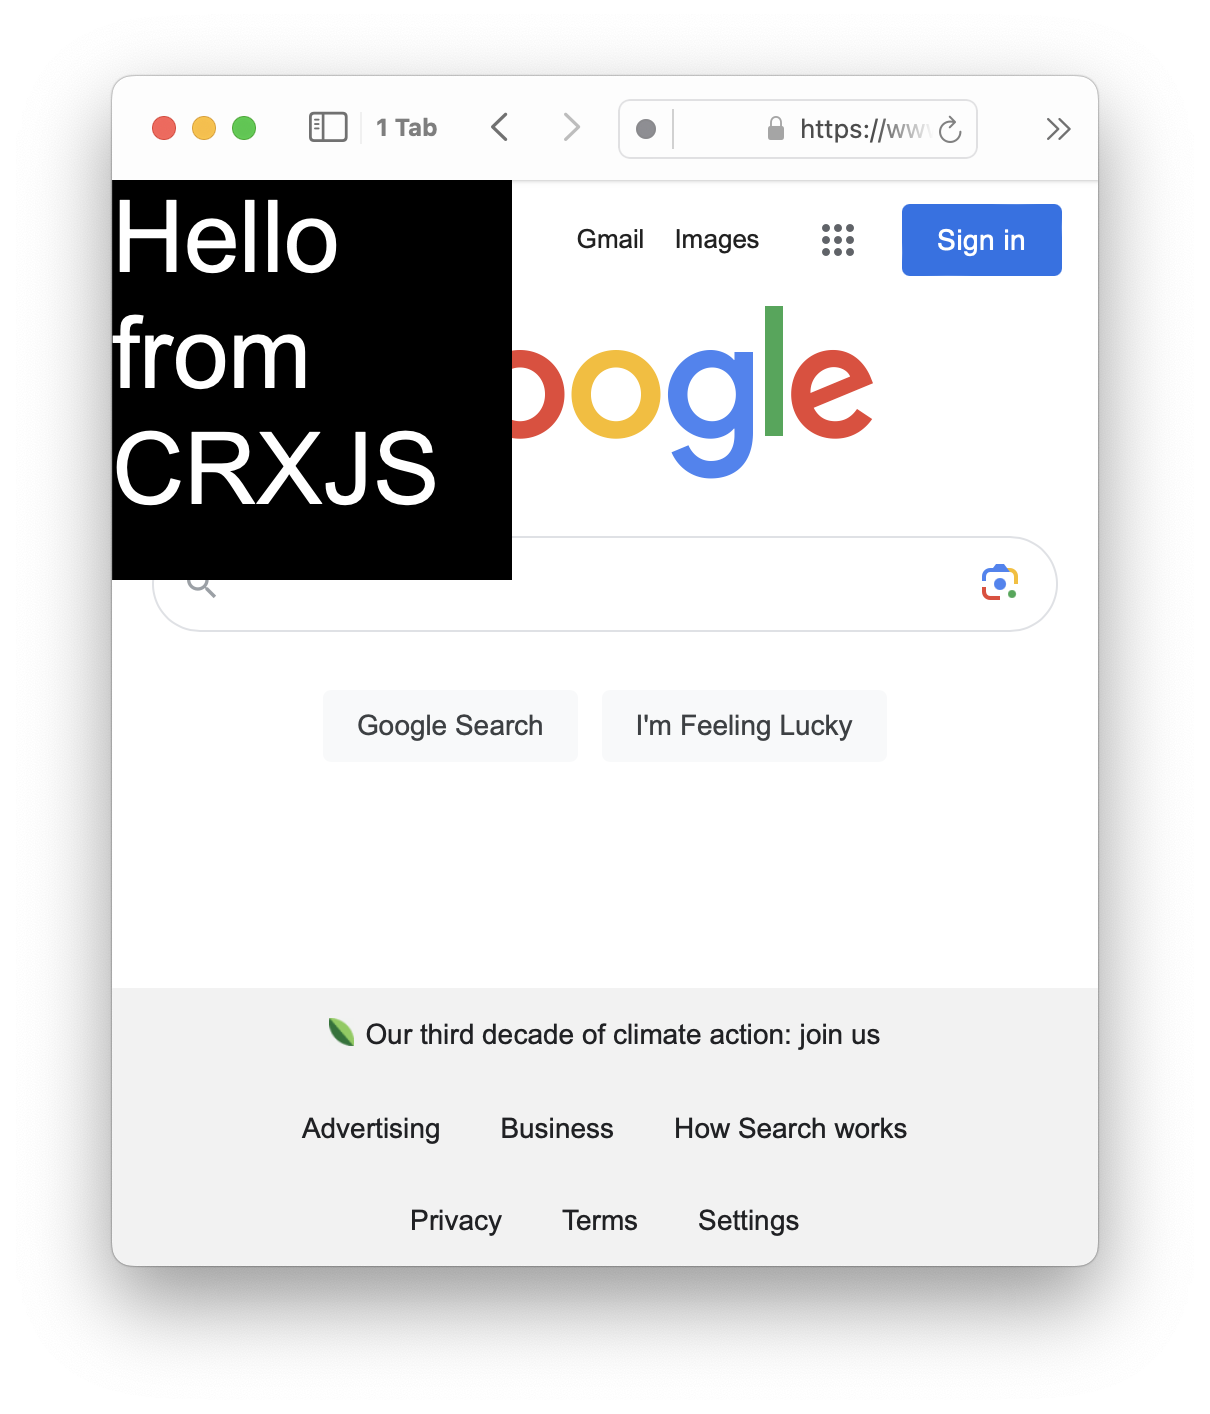 1 Tab
https://ww
Hello
from
CRXJS
Gmail Images
Sign in
oogle
Google Search
I'm Feeling Lucky
Our third decade of climate action: join us
Advertising Business How Search works
Privacy Terms Settings